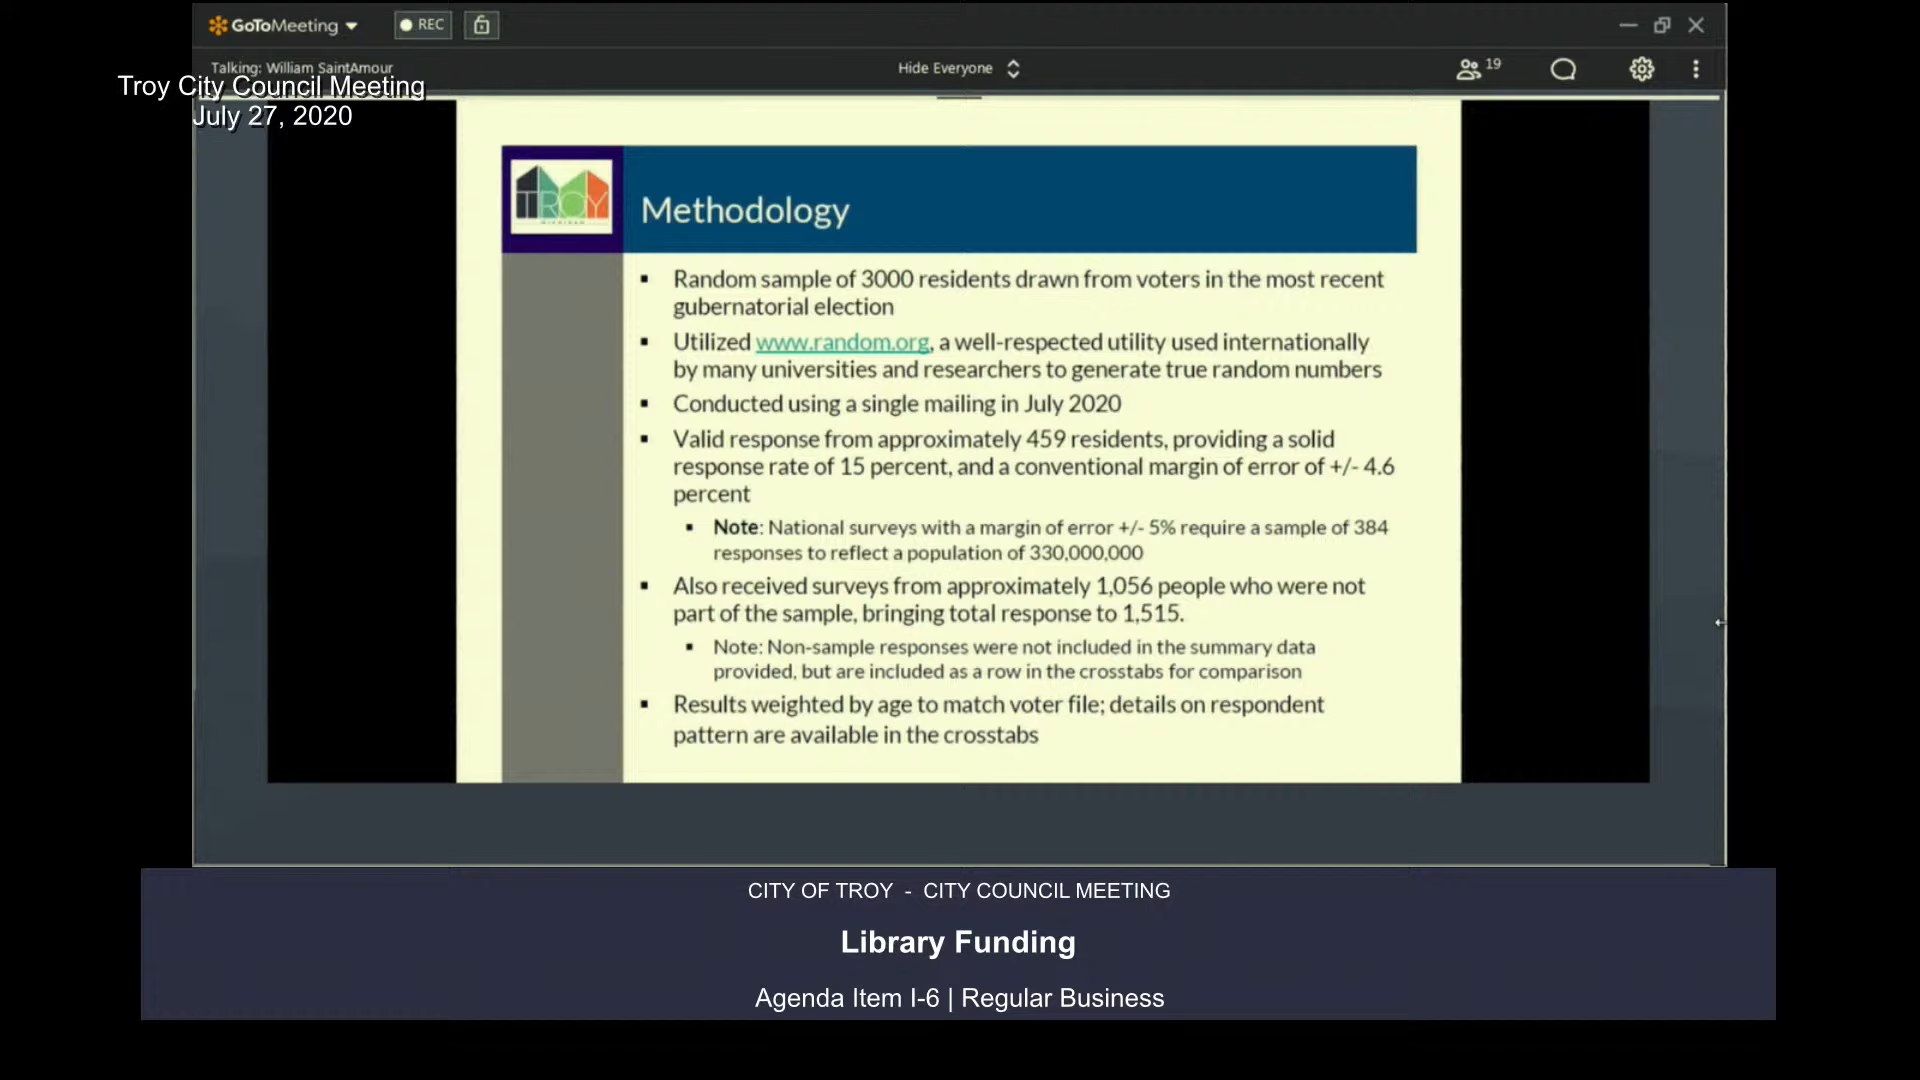 GoToMeeting
REC
Talking: William SaintAmour
Hide Everyone
19
Troy City Council Meeting
July 27, 2020
TROY
MICHIGAN
Methodology
▪ Random sample of 3000 residents drawn from voters in the most recent
gubernatorial election
▪ Utilized www.random.org, a well-respected utility used internationally
by many universities and researchers to generate true random numbers
▪ Conducted using a single mailing in July 2020
▪ Valid response from approximately 459 residents, providing a solid
response rate of 15 percent, and a conventional margin of error of +/- 4.6
percent
▪ Note: National surveys with a margin of error +/- 5% require a sample of 384
responses to reflect a population of 330,000,000
▪ Also received surveys from approximately 1,056 people who were not
part of the sample, bringing total response to 1,515.
▪ Note: Non-sample responses were not included in the summary data
provided, but are included as a row in the crosstabs for comparison
▪ Results weighted by age to match voter file; details on respondent
pattern are available in the crosstabs
CITY OF TROY - CITY COUNCIL MEETING
Library Funding
Agenda Item I-6 | Regular Business